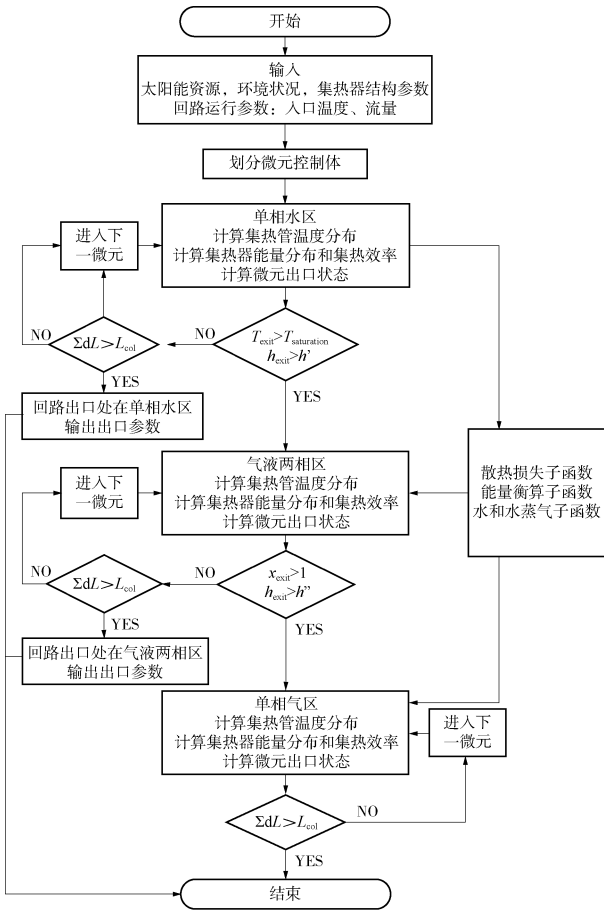 开始
输入
太阳能资源，环境状况，集热器结构参数
回路运行参数：入口温度、流量
划分微元控制体
单相水区
计算集热管温度分布
计算集热器能量分布和集热效率
计算微元出口状态
进入下
一微元
NO
ΣdL>Lcol
NO
Texit>Tsaturation
hexit>h'
YES
YES
回路出口处在单相水区
输出出口参数
气液两相区
计算集热管温度分布
计算集热器能量分布和集热效率
计算微元出口状态
进入下
一微元
散热损失子函数
能量衡算子函数
水和水蒸气子函数
NO
ΣdL>Lcol
NO
xexit>1
hexit>h''
YES
YES
回路出口处在气液两相区
输出出口参数
单相气区
计算集热管温度分布
计算集热器能量分布和集热效率
计算微元出口状态
进入下
一微元
ΣdL>Lcol
NO
YES
结束